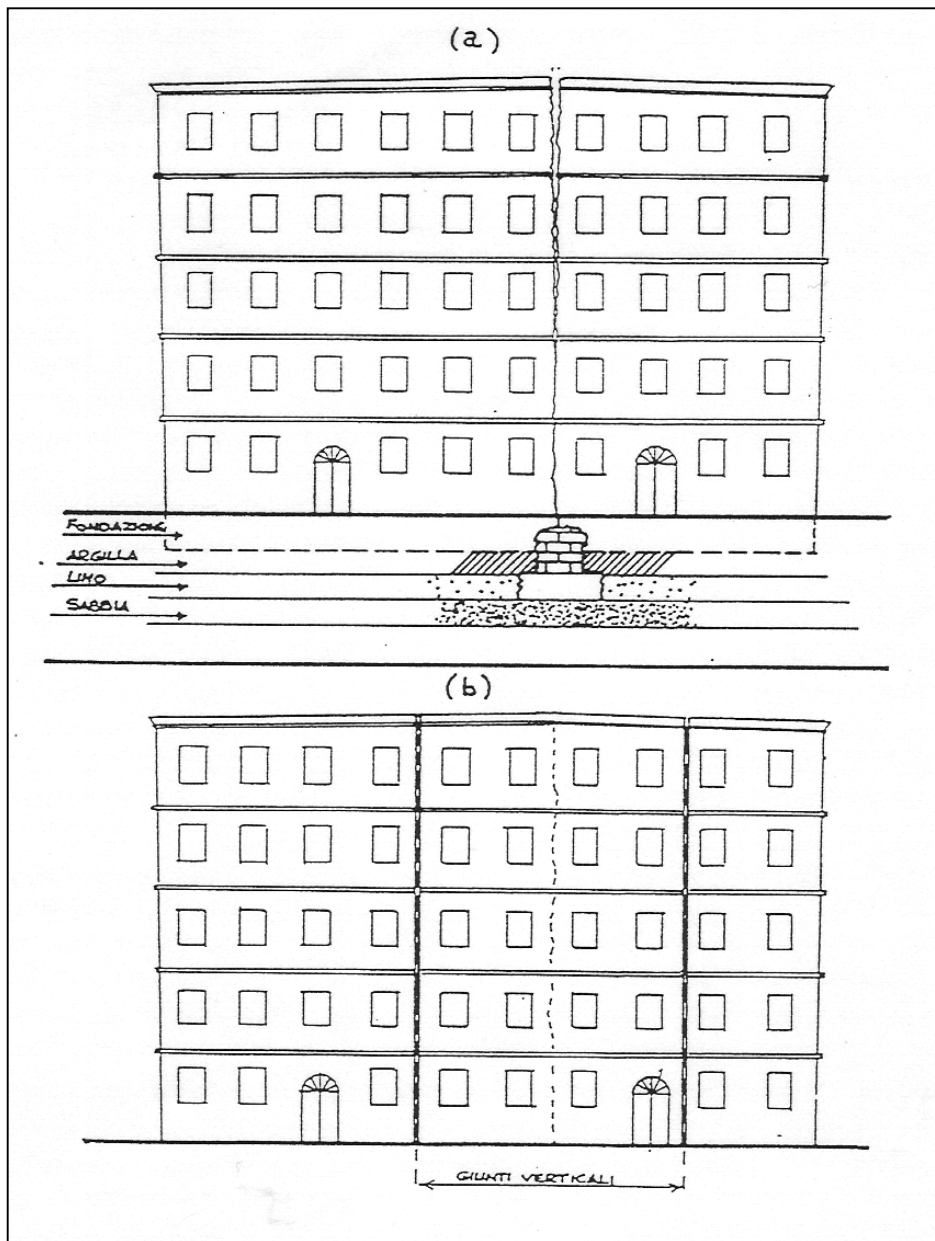 (a)
FONDAZIONE
ARGILLA
LIMO
SABBIA
(b)
GIUNTI VERTICALI